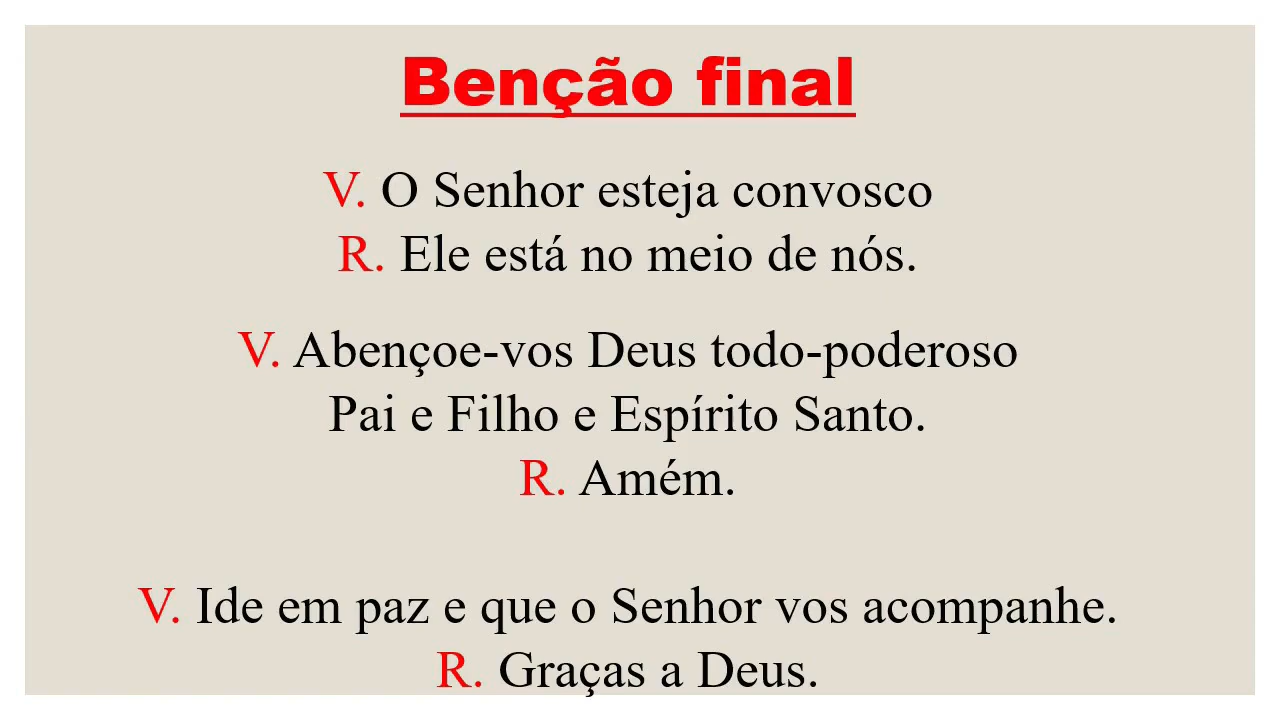 Benção final
V. O Senhor esteja convosco
R. Ele está no meio de nós.
V. Abençoe-vos Deus todo-poderoso
Pai e Filho e Espírito Santo.
R. Amém.
V. Ide em paz e que o Senhor vos acompanhe.
R. Graças a Deus.